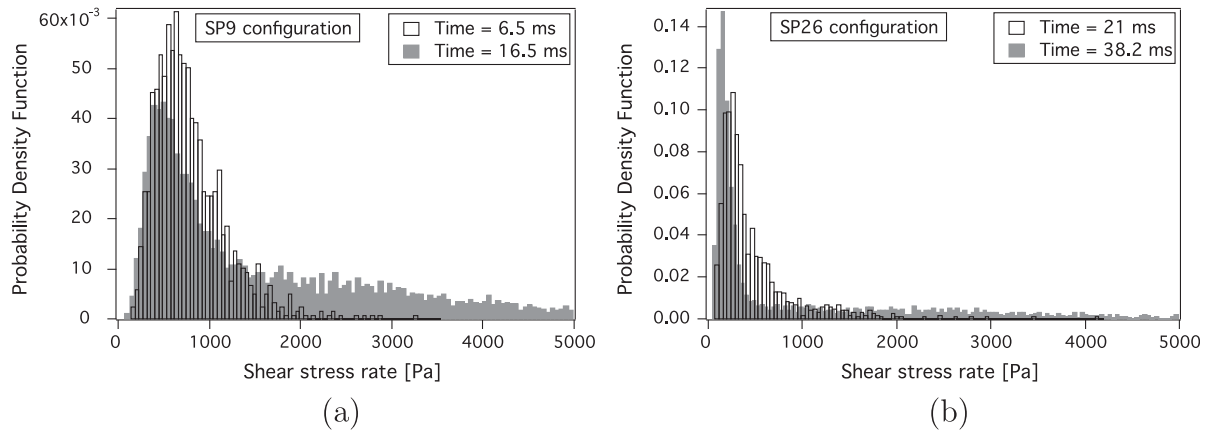 60x10⁻³
50
40
30
20
10
0
0 1000 2000 3000 4000 5000
Probability Density Function
Shear stress rate [Pa]
SP9 configuration
Time = 6.5 ms
Time = 16.5 ms
(a)
0.14
0.12
0.10
0.08
0.06
0.04
0.02
0.00
0 1000 2000 3000 4000 5000
Probability Density Function
Shear stress rate [Pa]
SP26 configuration
Time = 21 ms
Time = 38.2 ms
(b)